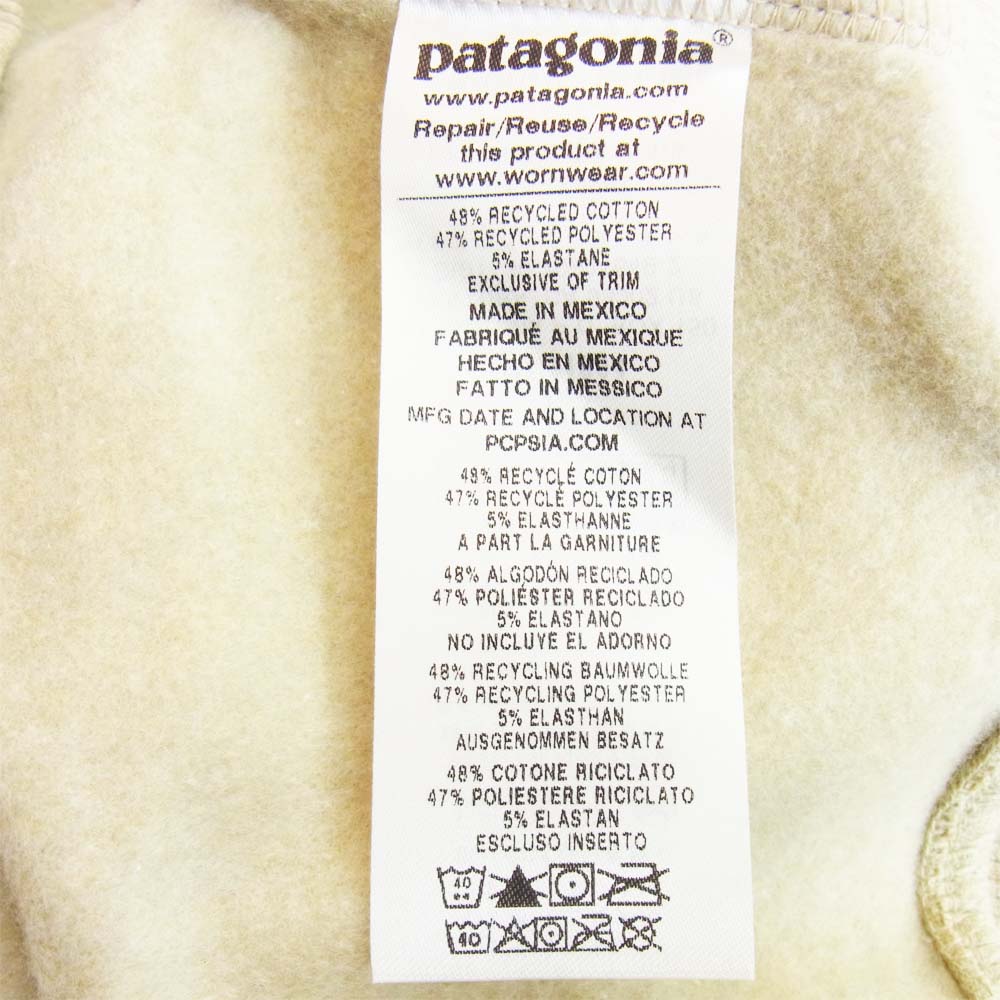 patagonia®
www.patagonia.com
Repair/Reuse/Recycle
this product at
www.wornwear.com
48% RECYCLED COTTON
47% RECYCLED POLYESTER
5% ELASTANE
EXCLUSIVE OF TRIM
MADE IN MEXICO
FABRIQUÉ AU MEXIQUE
HECHO EN MEXICO
FATTO IN MESSICO
MFG DATE AND LOCATION AT
PCPSIA.COM
48% RECYCLÉ COTON
47% RECYCLÉ POLYESTER
5% ELASTHANNE
A PART LA GARNITURE
48% ALGODÓN RECICLADO
47% POLIÉSTER RECICLADO
5% ELASTANO
NO INCLUYE EL ADORNO
48% RECYCLING BAUMWOLLE
47% RECYCLING POLYESTER
5% ELASTHAN
AUSGENOMMEN BESATZ
48% COTONE RICICLATO
47% POLIESTERE RICICLATO
5% ELASTAN
ESCLUSO INSERTO
40
40